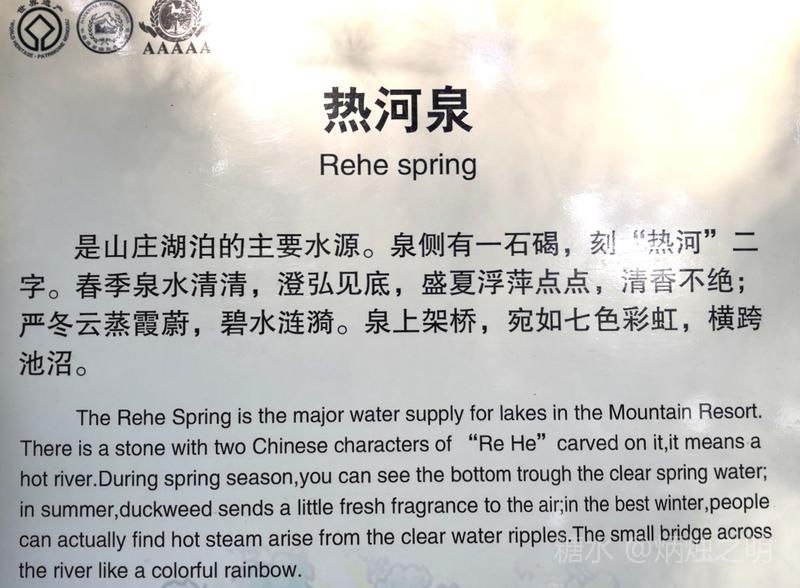 世界遗产
WORLD HERITAGE · PATRIMOINE MONDIAL
AAAAA
热河泉
Rehe spring
是山庄湖泊的主要水源。泉侧有一石碣，刻“热河”二
字。春季泉水清清，澄弘见底，盛夏浮萍点点，清香不绝；
严冬云蒸霞蔚，碧水涟漪。泉上架桥，宛如七色彩虹，横跨
池沼。
The Rehe Spring is the major water supply for lakes in the Mountain Resort.
There is a stone with two Chinese characters of “Re He” carved on it,it means a
hot river.During spring season,you can see the bottom trough the clear spring water;
in summer,duckweed sends a little fresh fragrance to the air;in the best winter,people
can actually find hot steam arise from the clear water ripples.The small bridge across
the river like a colorful rainbow.
糖水 @炳烛之明